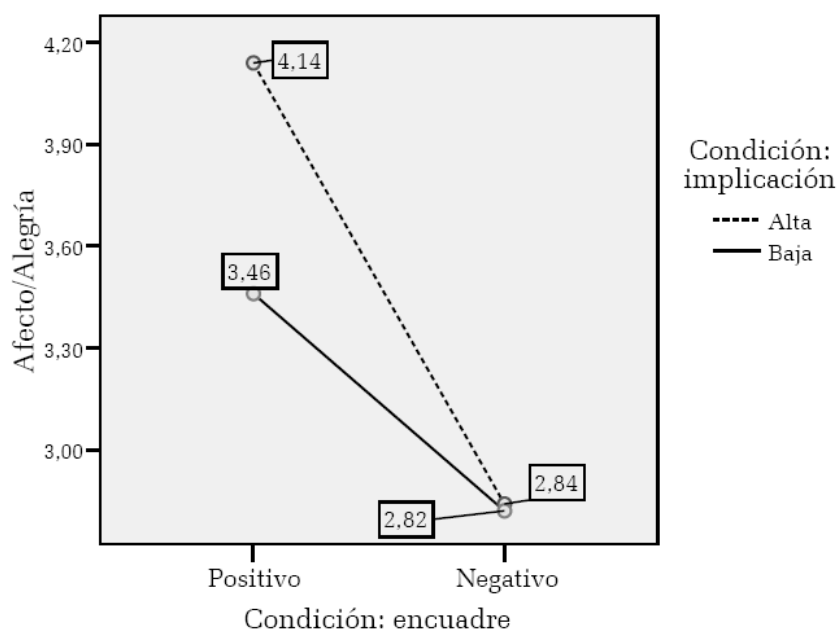 4,20
4,14
3,90
Condición:
implicación
Alta
Baja
3,60
3,46
Afecto/Alegría
3,30
3,00
2,84
2,82
Positivo
Negativo
Condición: encuadre